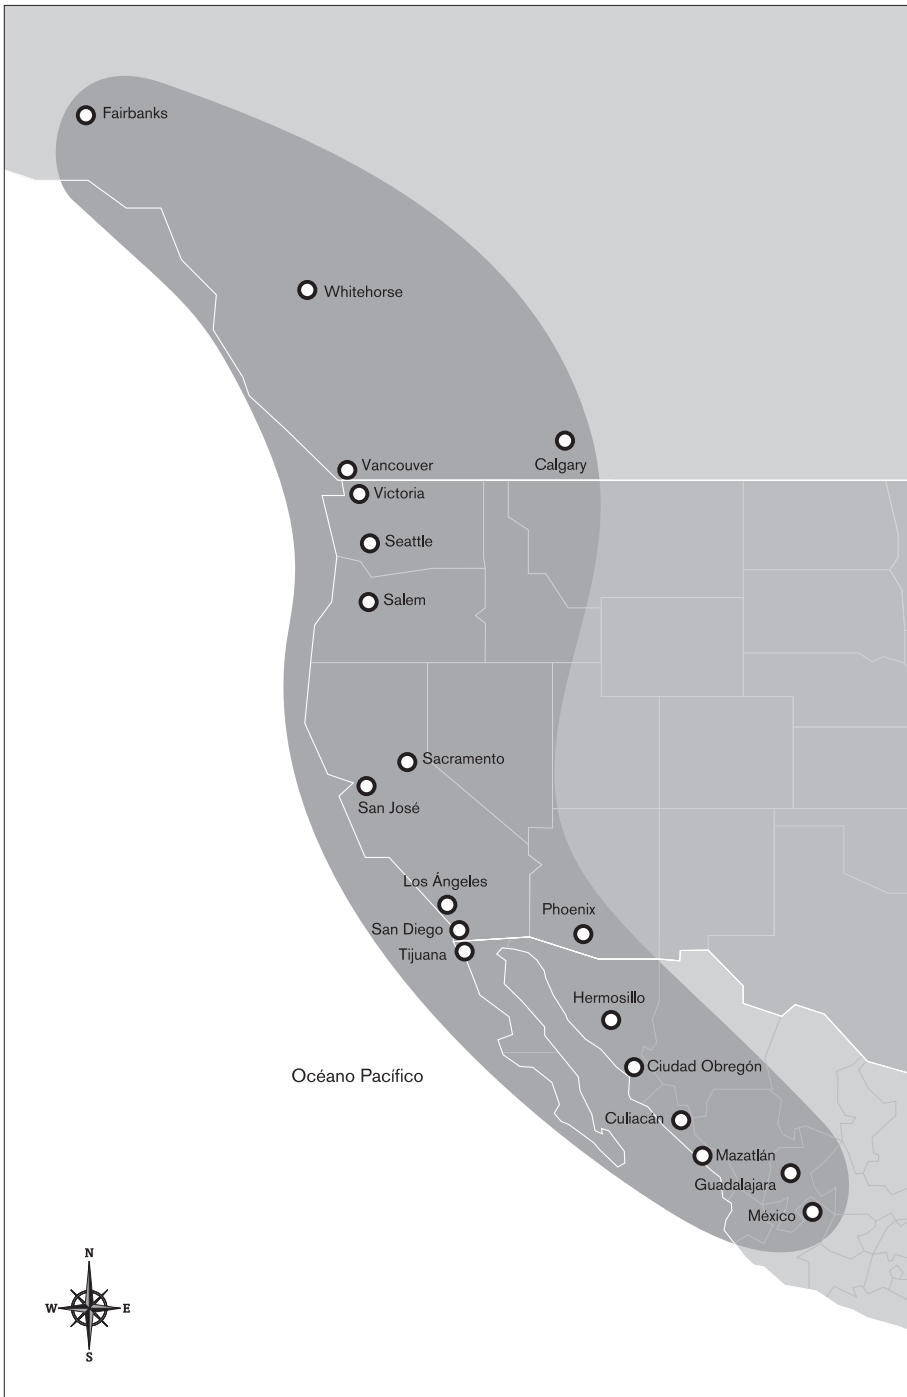 Fairbanks
Whitehorse
Vancouver
Calgary
Victoria
Seattle
Salem
Sacramento
San José
Los Ángeles
Phoenix
San Diego
Tijuana
Hermosillo
Ciudad Obregón
Océano Pacífico
Culiacán
Mazatlán
Guadalajara
México
N
W E
S